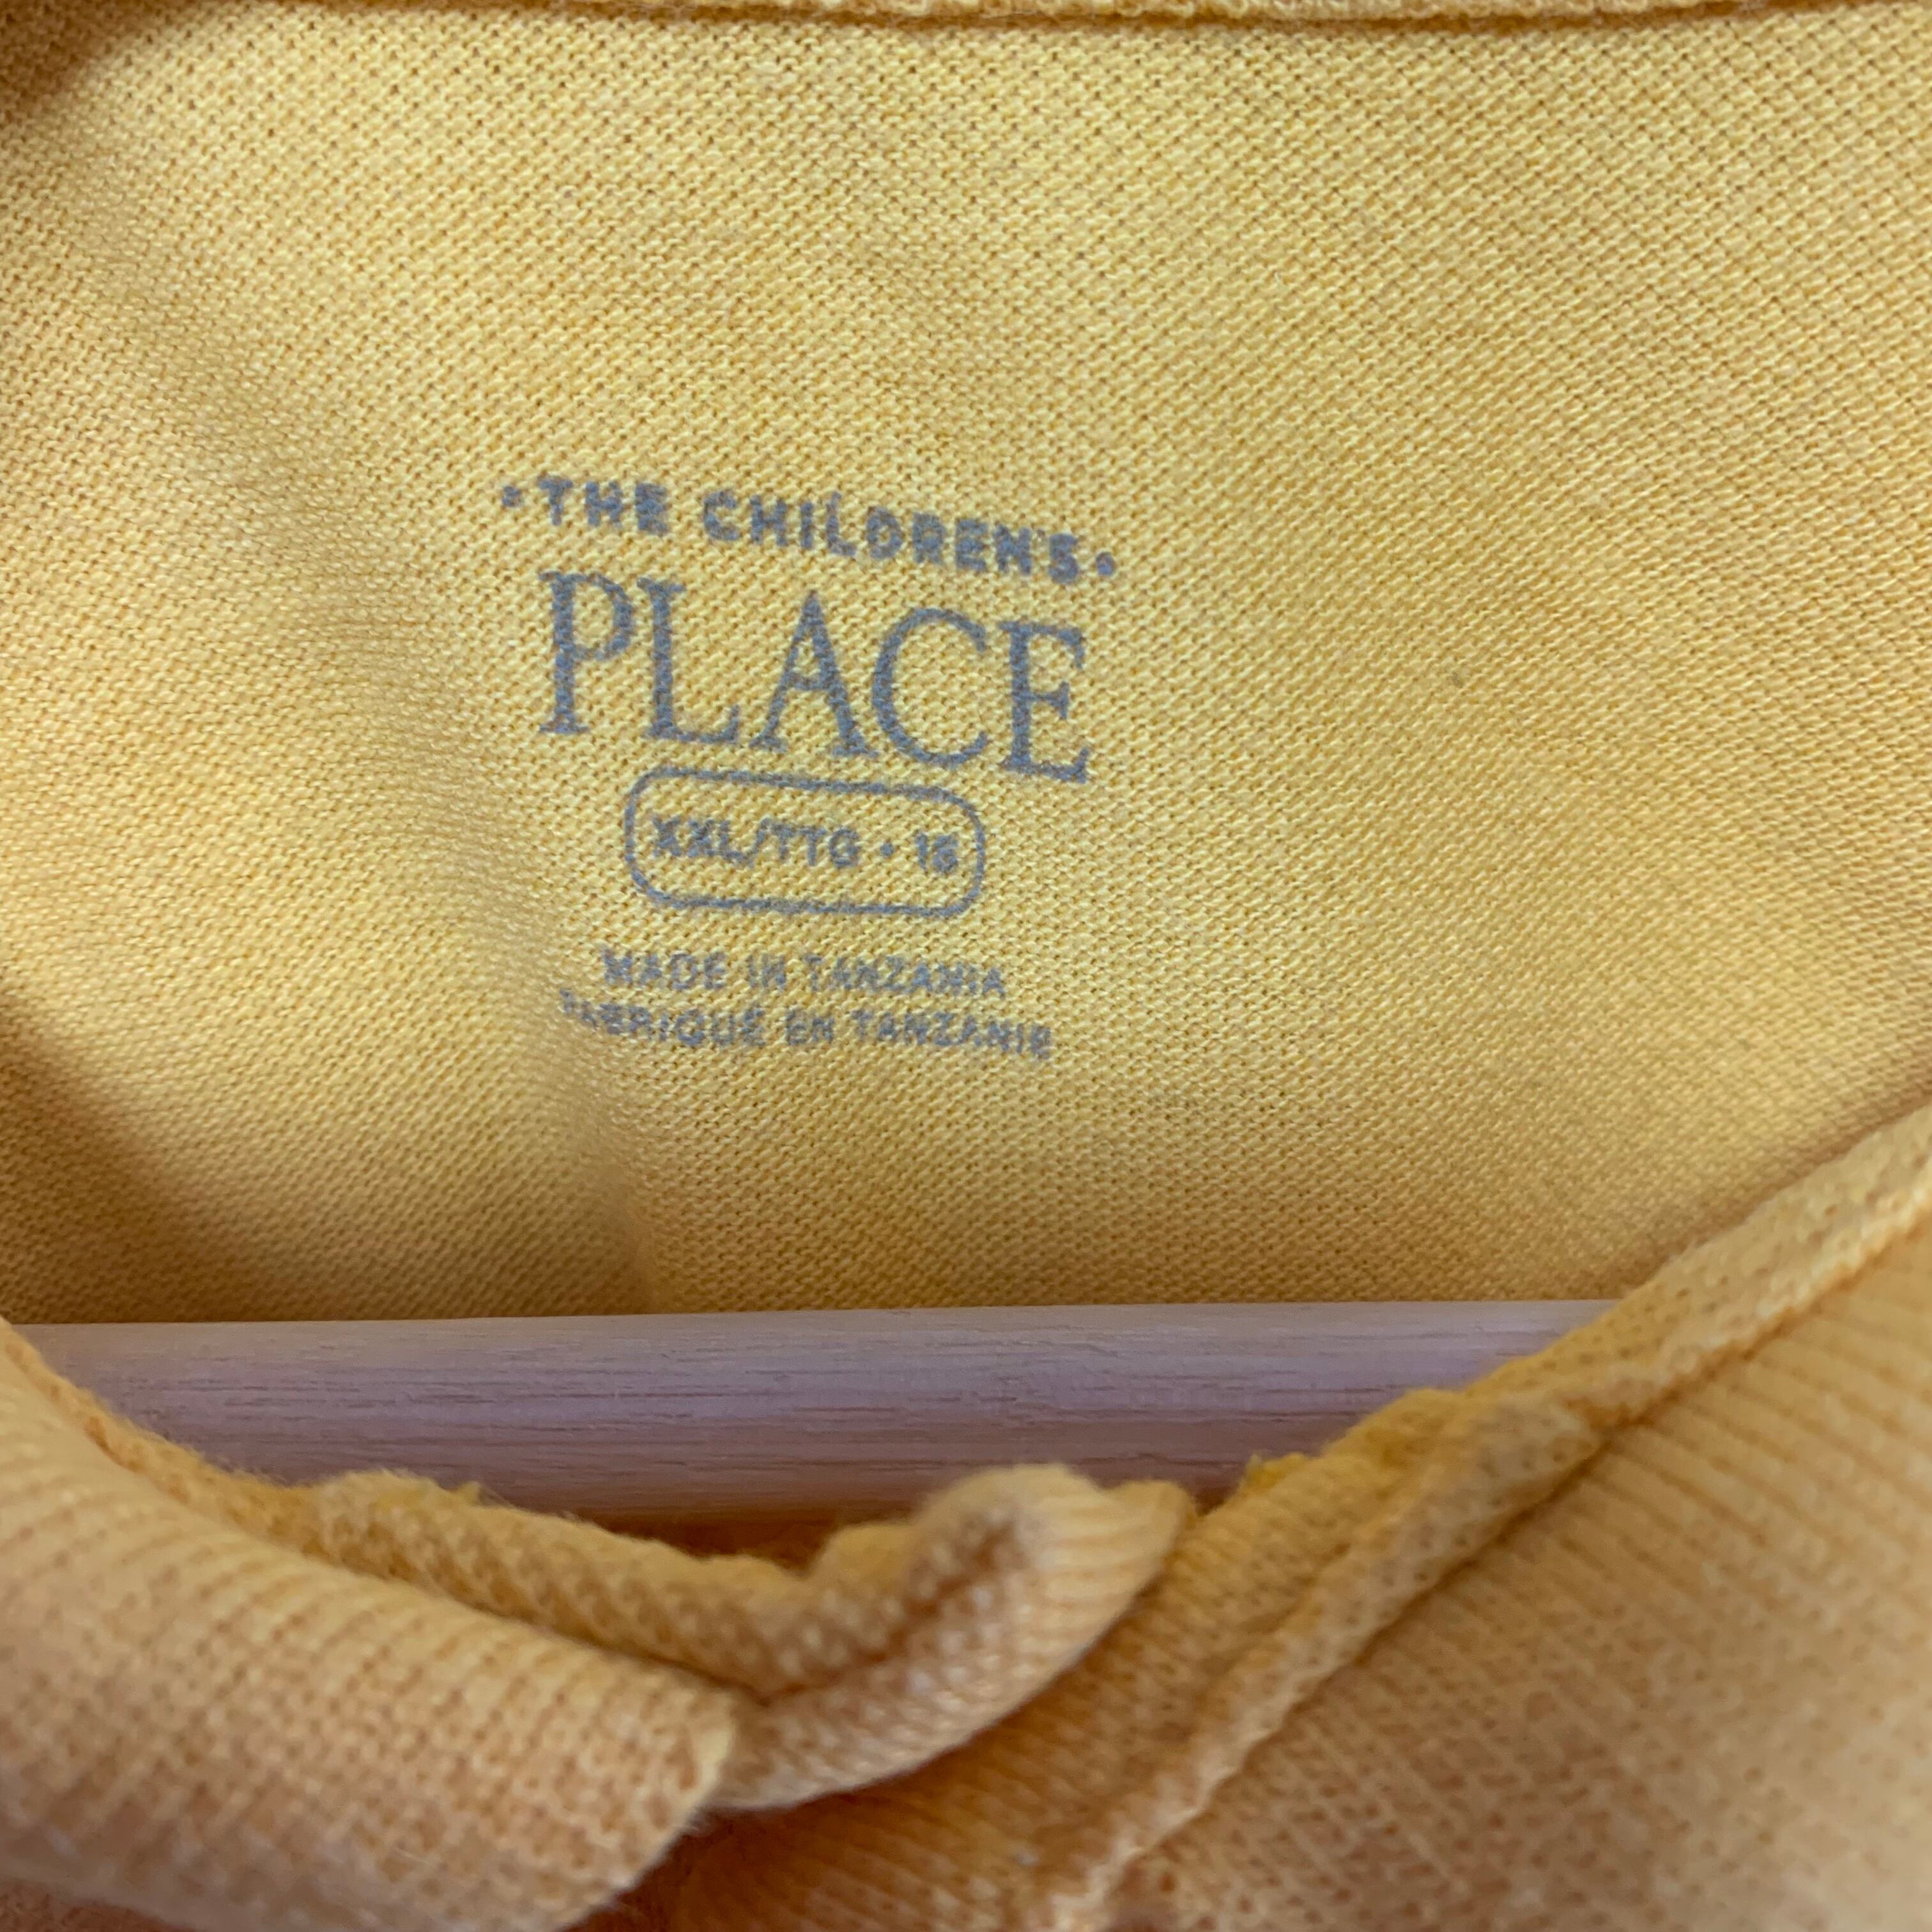 • THE CHILDREN'S •
PLACE
XXL/TTG • 16
MADE IN TANZANIA
FABRIQUÉ EN TANZANIE